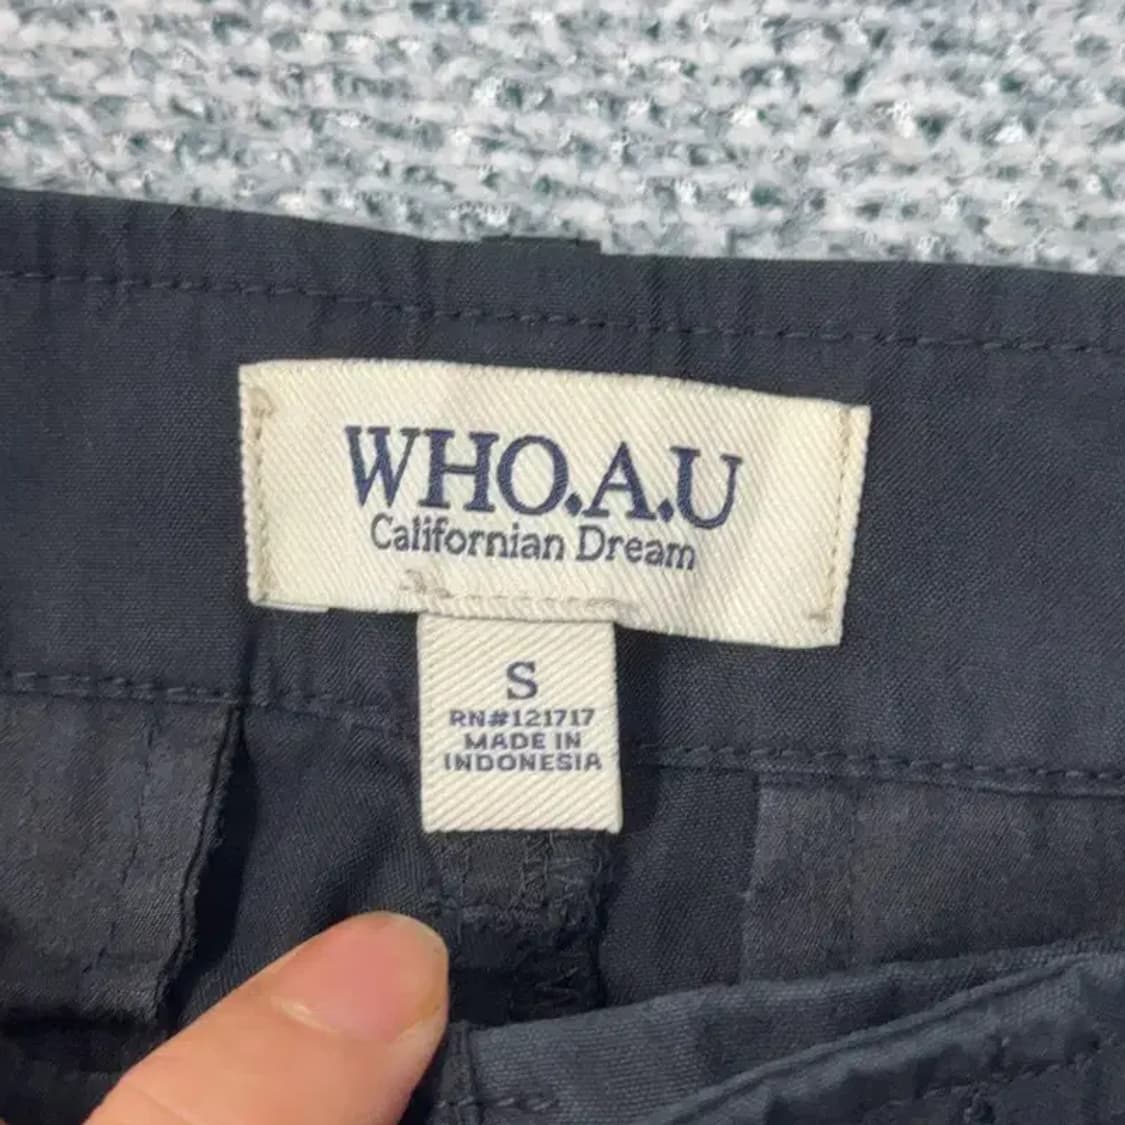 WHO.A.U
Californian Dream
S
RN#121717
MADE IN
INDONESIA